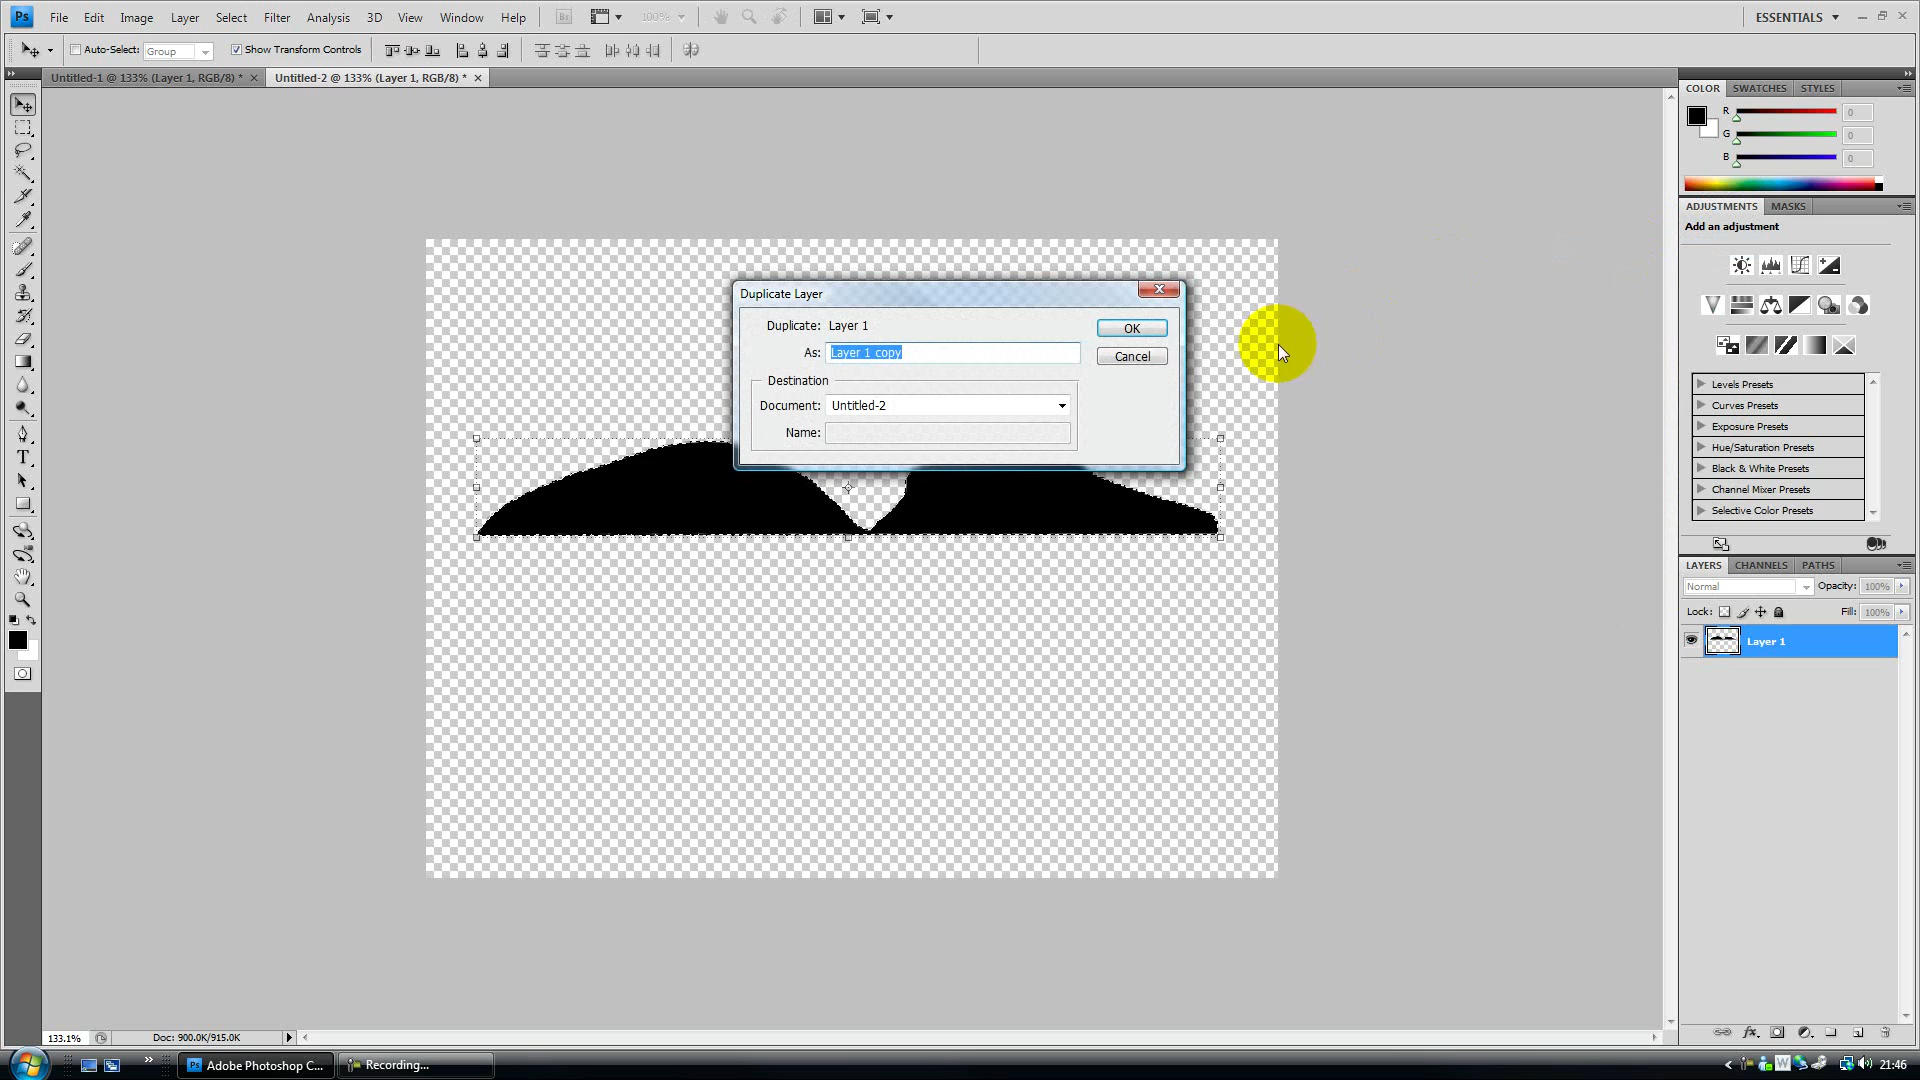 Ps File Edit Image Layer Select Filter Analysis 3D View Window Help Br 100% ESSENTIALS
Auto-Select: Group Show Transform Controls
Untitled-1 @ 133% (Layer 1, RGB/8) * Untitled-2 @ 133% (Layer 1, RGB/8) *
COLOR SWATCHES STYLES
R 0
G 0
B 0
ADJUSTMENTS MASKS
Add an adjustment
Duplicate Layer
Duplicate: Layer 1 OK
As: Layer 1 copy Cancel
Destination
Document: Untitled-2
Name:
Levels Presets
Curves Presets
Exposure Presets
Hue/Saturation Presets
Black & White Presets
Channel Mixer Presets
Selective Color Presets
LAYERS CHANNELS PATHS
Normal Opacity: 100%
Lock: Fill: 100%
Layer 1
T
fx
133.1% Doc: 900.0K/915.0K
Ps Adobe Photoshop C... Recording... W 21:46